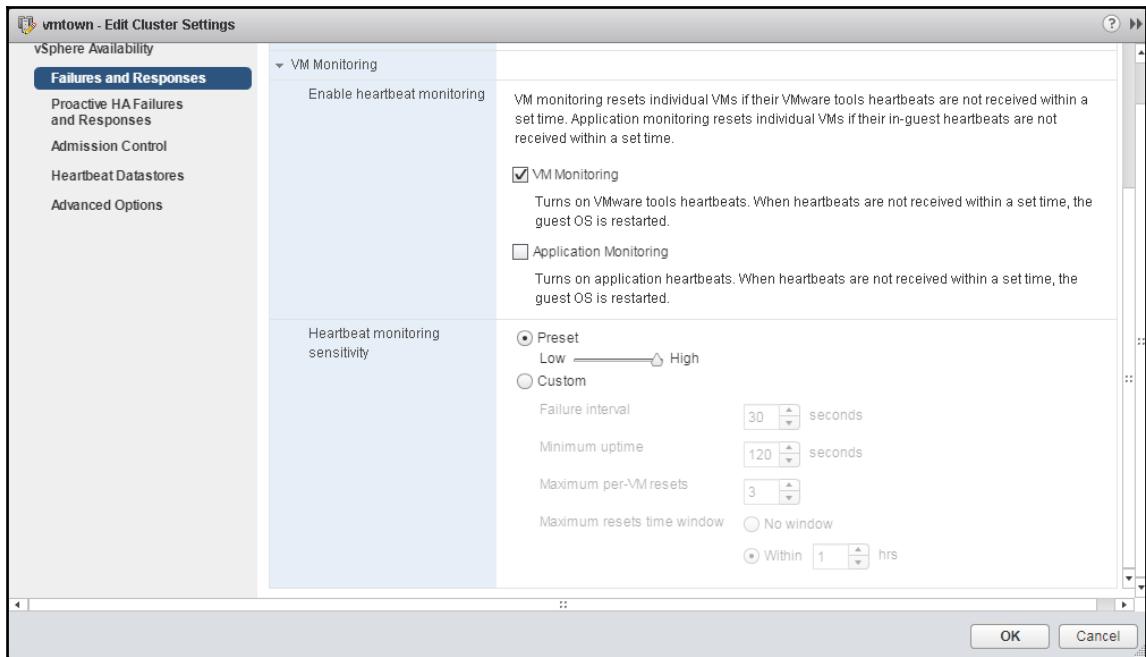 vmtown - Edit Cluster Settings
vSphere Availability
Failures and Responses
Proactive HA Failures
and Responses
Admission Control
Heartbeat Datastores
Advanced Options
VM Monitoring
Enable heartbeat monitoring
VM monitoring resets individual VMs if their VMware tools heartbeats are not received within a
set time. Application monitoring resets individual VMs if their in-guest heartbeats are not
received within a set time.
VM Monitoring
Turns on VMware tools heartbeats. When heartbeats are not received within a set time, the
guest OS is restarted.
Application Monitoring
Turns on application heartbeats. When heartbeats are not received within a set time, the
guest OS is restarted.
Heartbeat monitoring
sensitivity
Preset
Low High
Custom
Failure interval 30 seconds
Minimum uptime 120 seconds
Maximum per-VM resets 3
Maximum resets time window No window
Within 1 hrs
OK Cancel